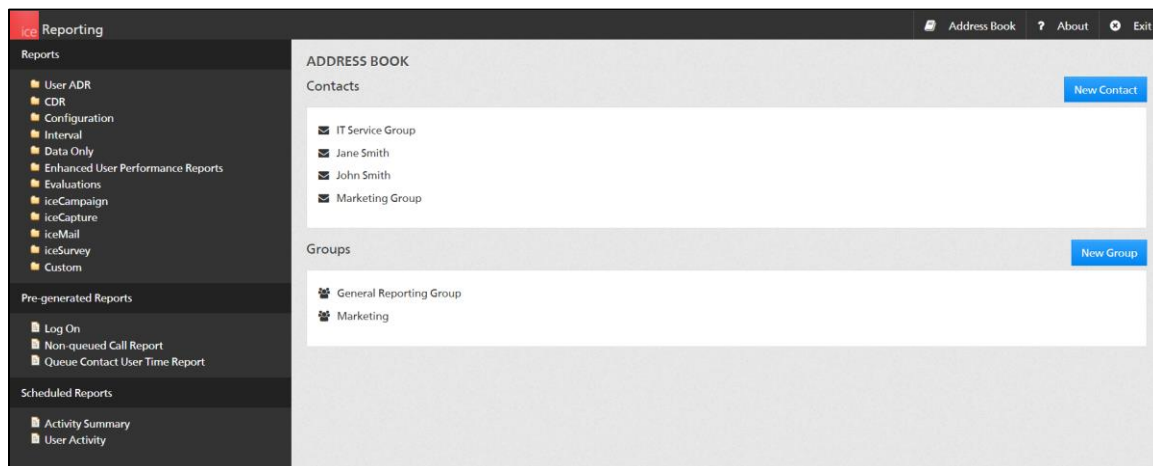 ice Reporting
Address Book
? About
Exit
Reports
User ADR
CDR
Configuration
Interval
Data Only
Enhanced User Performance Reports
Evaluations
iceCampaign
iceCapture
iceMail
iceSurvey
Custom
Pre-generated Reports
Log On
Non-queued Call Report
Queue Contact User Time Report
Scheduled Reports
Activity Summary
User Activity
ADDRESS BOOK
Contacts
New Contact
IT Service Group
Jane Smith
John Smith
Marketing Group
Groups
New Group
General Reporting Group
Marketing